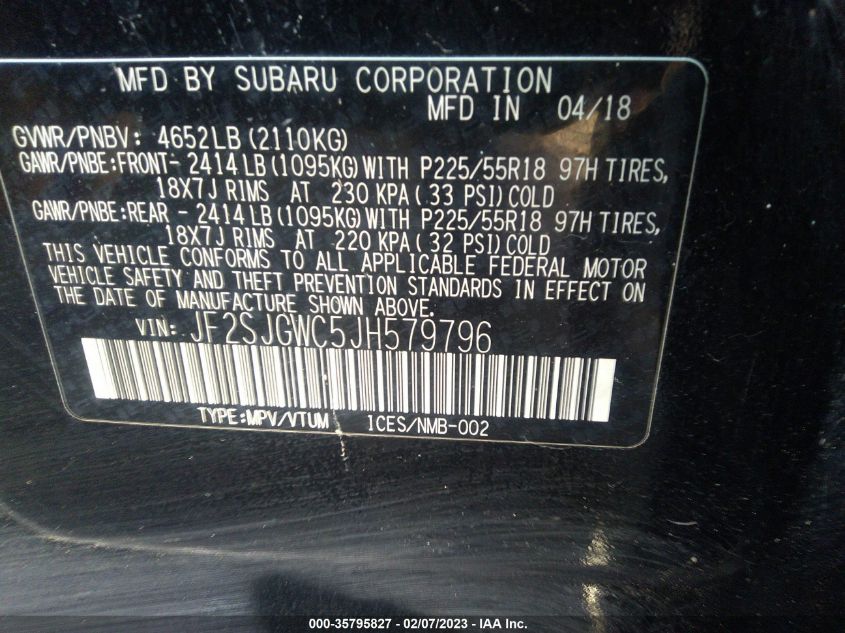 MFD BY SUBARU CORPORATION
MFD IN 04/18
GVWR/PNBV: 4652LB (2110KG)
GAWR/PNBE:FRONT- 2414 LB (1095KG) WITH P225/55R18 97H TIRES,
18X7J RIMS AT 230 KPA ( 33 PSI) COLD
GAWR/PNBE:REAR - 2414 LB (1095KG) WITH P225/55R18 97H TIRES,
18X7J RIMS AT 220 KPA ( 32 PSI) COLD
THIS VEHICLE CONFORMS TO ALL APPLICABLE FEDERAL MOTOR
VEHICLE SAFETY AND THEFT PREVENTION STANDARDS IN EFFECT ON
THE DATE OF MANUFACTURE SHOWN ABOVE.
VIN: JF2SJGWC5JH579796
TYPE:MPV/VTUM ICES/NMB-002
000-35795827 - 02/07/2023 - IAA Inc.